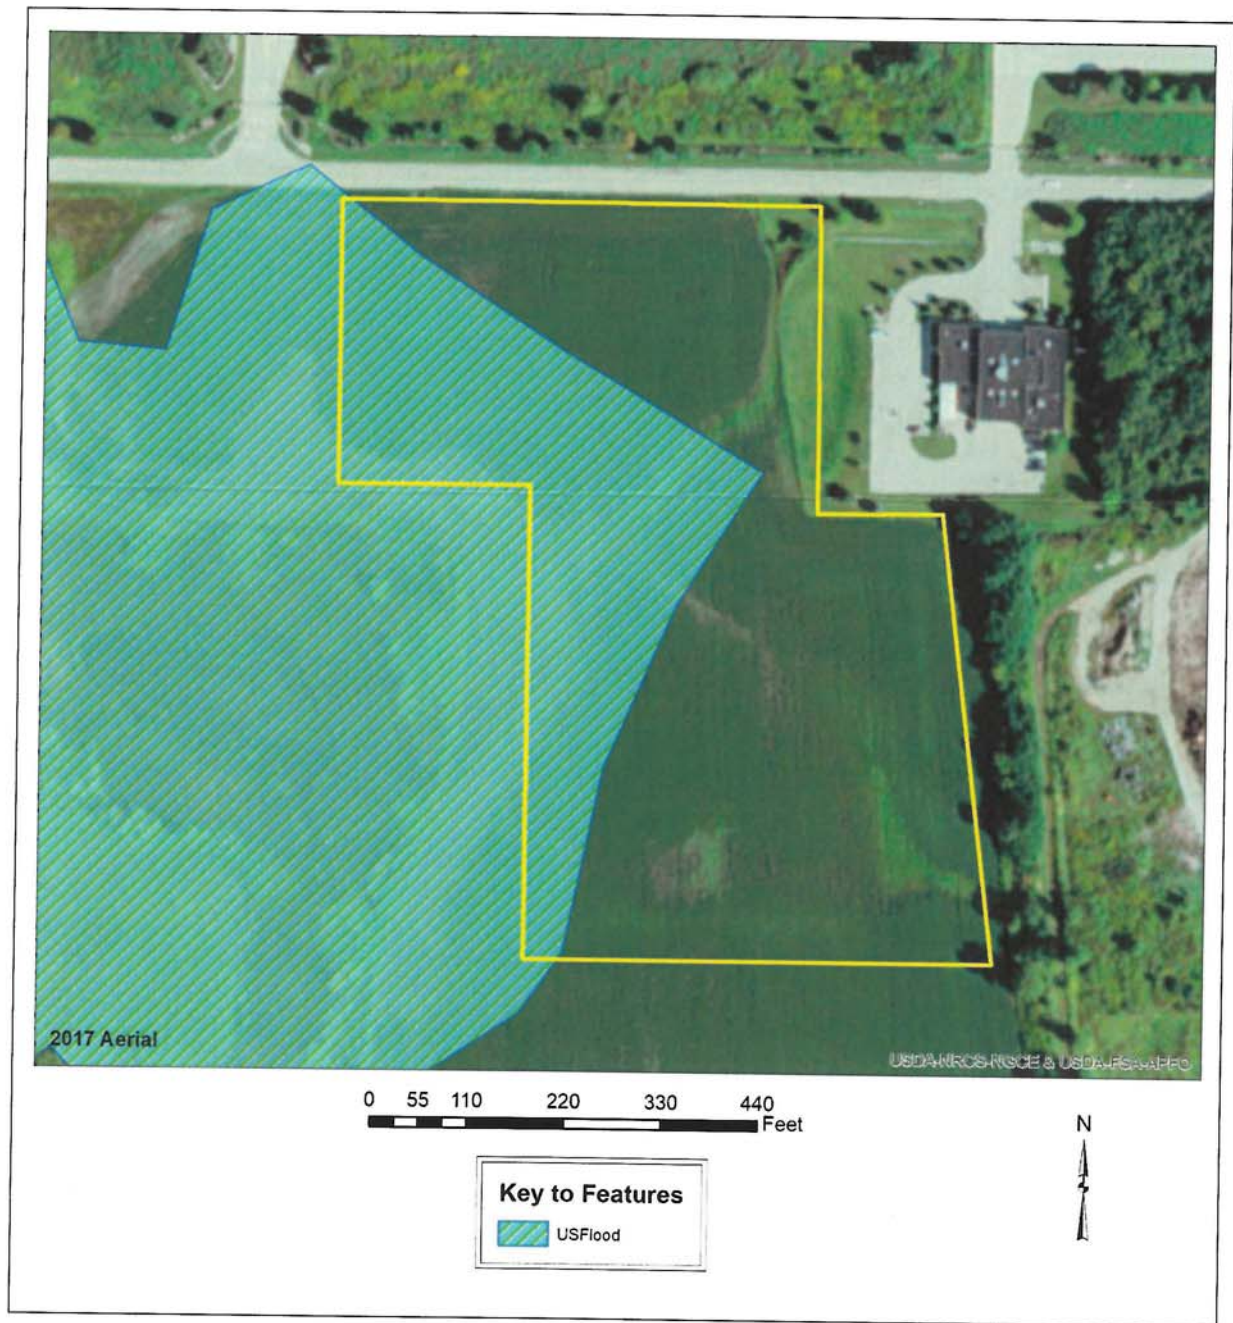 2017 Aerial
USDA-NRCS-NGCE & USDA-FSA-APFO
0 55 110 220 330 440
Feet
N
Key to Features
USFlood